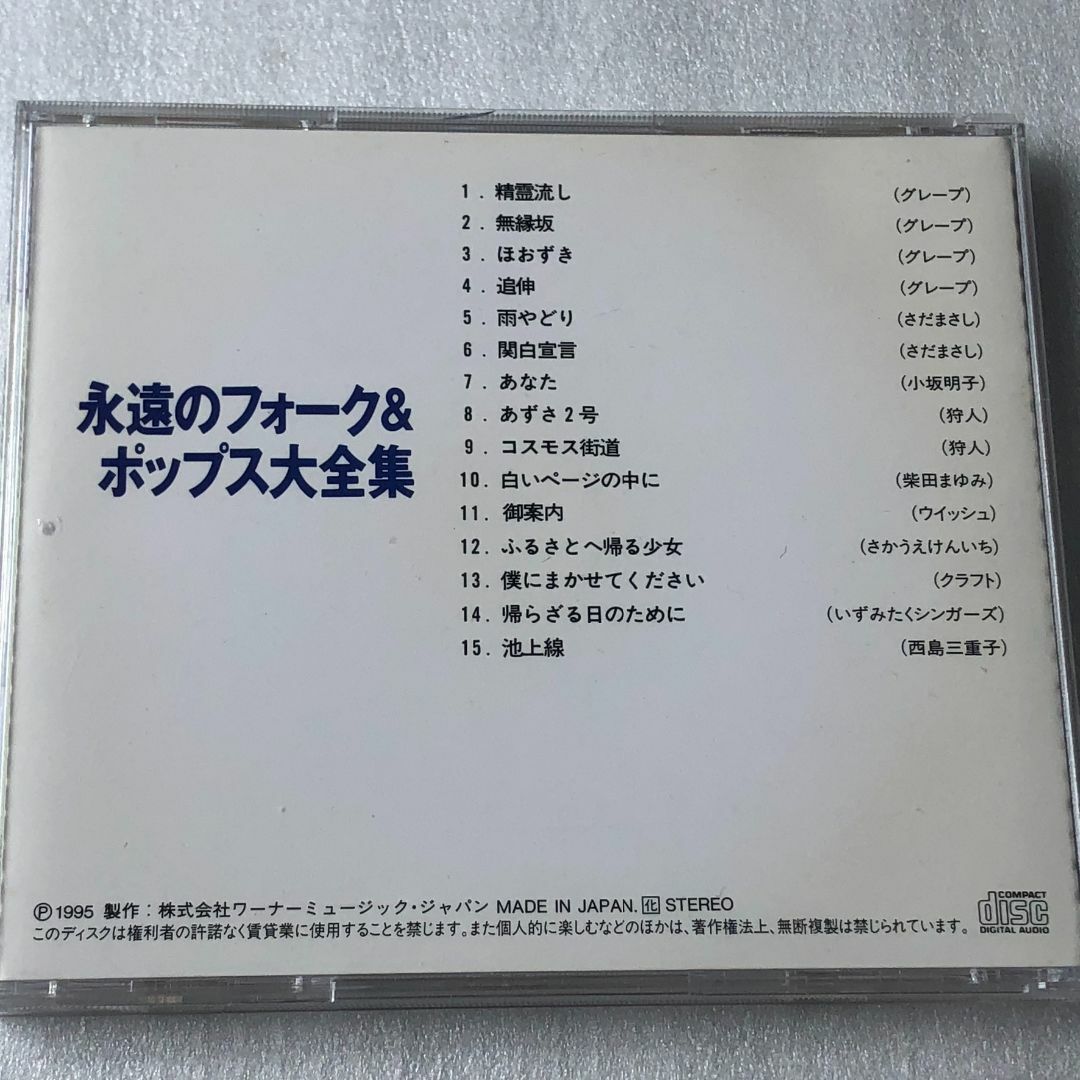 永遠のフォーク&
ポップス大全集
1. 精霊流し (グレープ)
2. 無縁坂 (グレープ)
3. ほおずき (グレープ)
4. 追伸 (グレープ)
5. 雨やどり (さだまさし)
6. 関白宣言 (さだまさし)
7. あなた (小坂明子)
8. あずさ2号 (狩人)
9. コスモス街道 (狩人)
10. 白いページの中に (柴田まゆみ)
11. 御案内 (ウイッシュ)
12. ふるさとへ帰る少女 (さかうえけんいち)
13. 僕にまかせてください (クラフト)
14. 帰らざる日のために (いずみたくシンガーズ)
15. 池上線 (西島三重子)
℗1995 製作:株式会社ワーナーミュージック・ジャパン MADE IN JAPAN. 化 STEREO
このディスクは権利者の許諾なく賃貸業に使用することを禁じます。また個人的に楽しむなどのほかは、著作権法上、無断複製は禁じられています。
COMPACT
disc
DIGITAL AUDIO